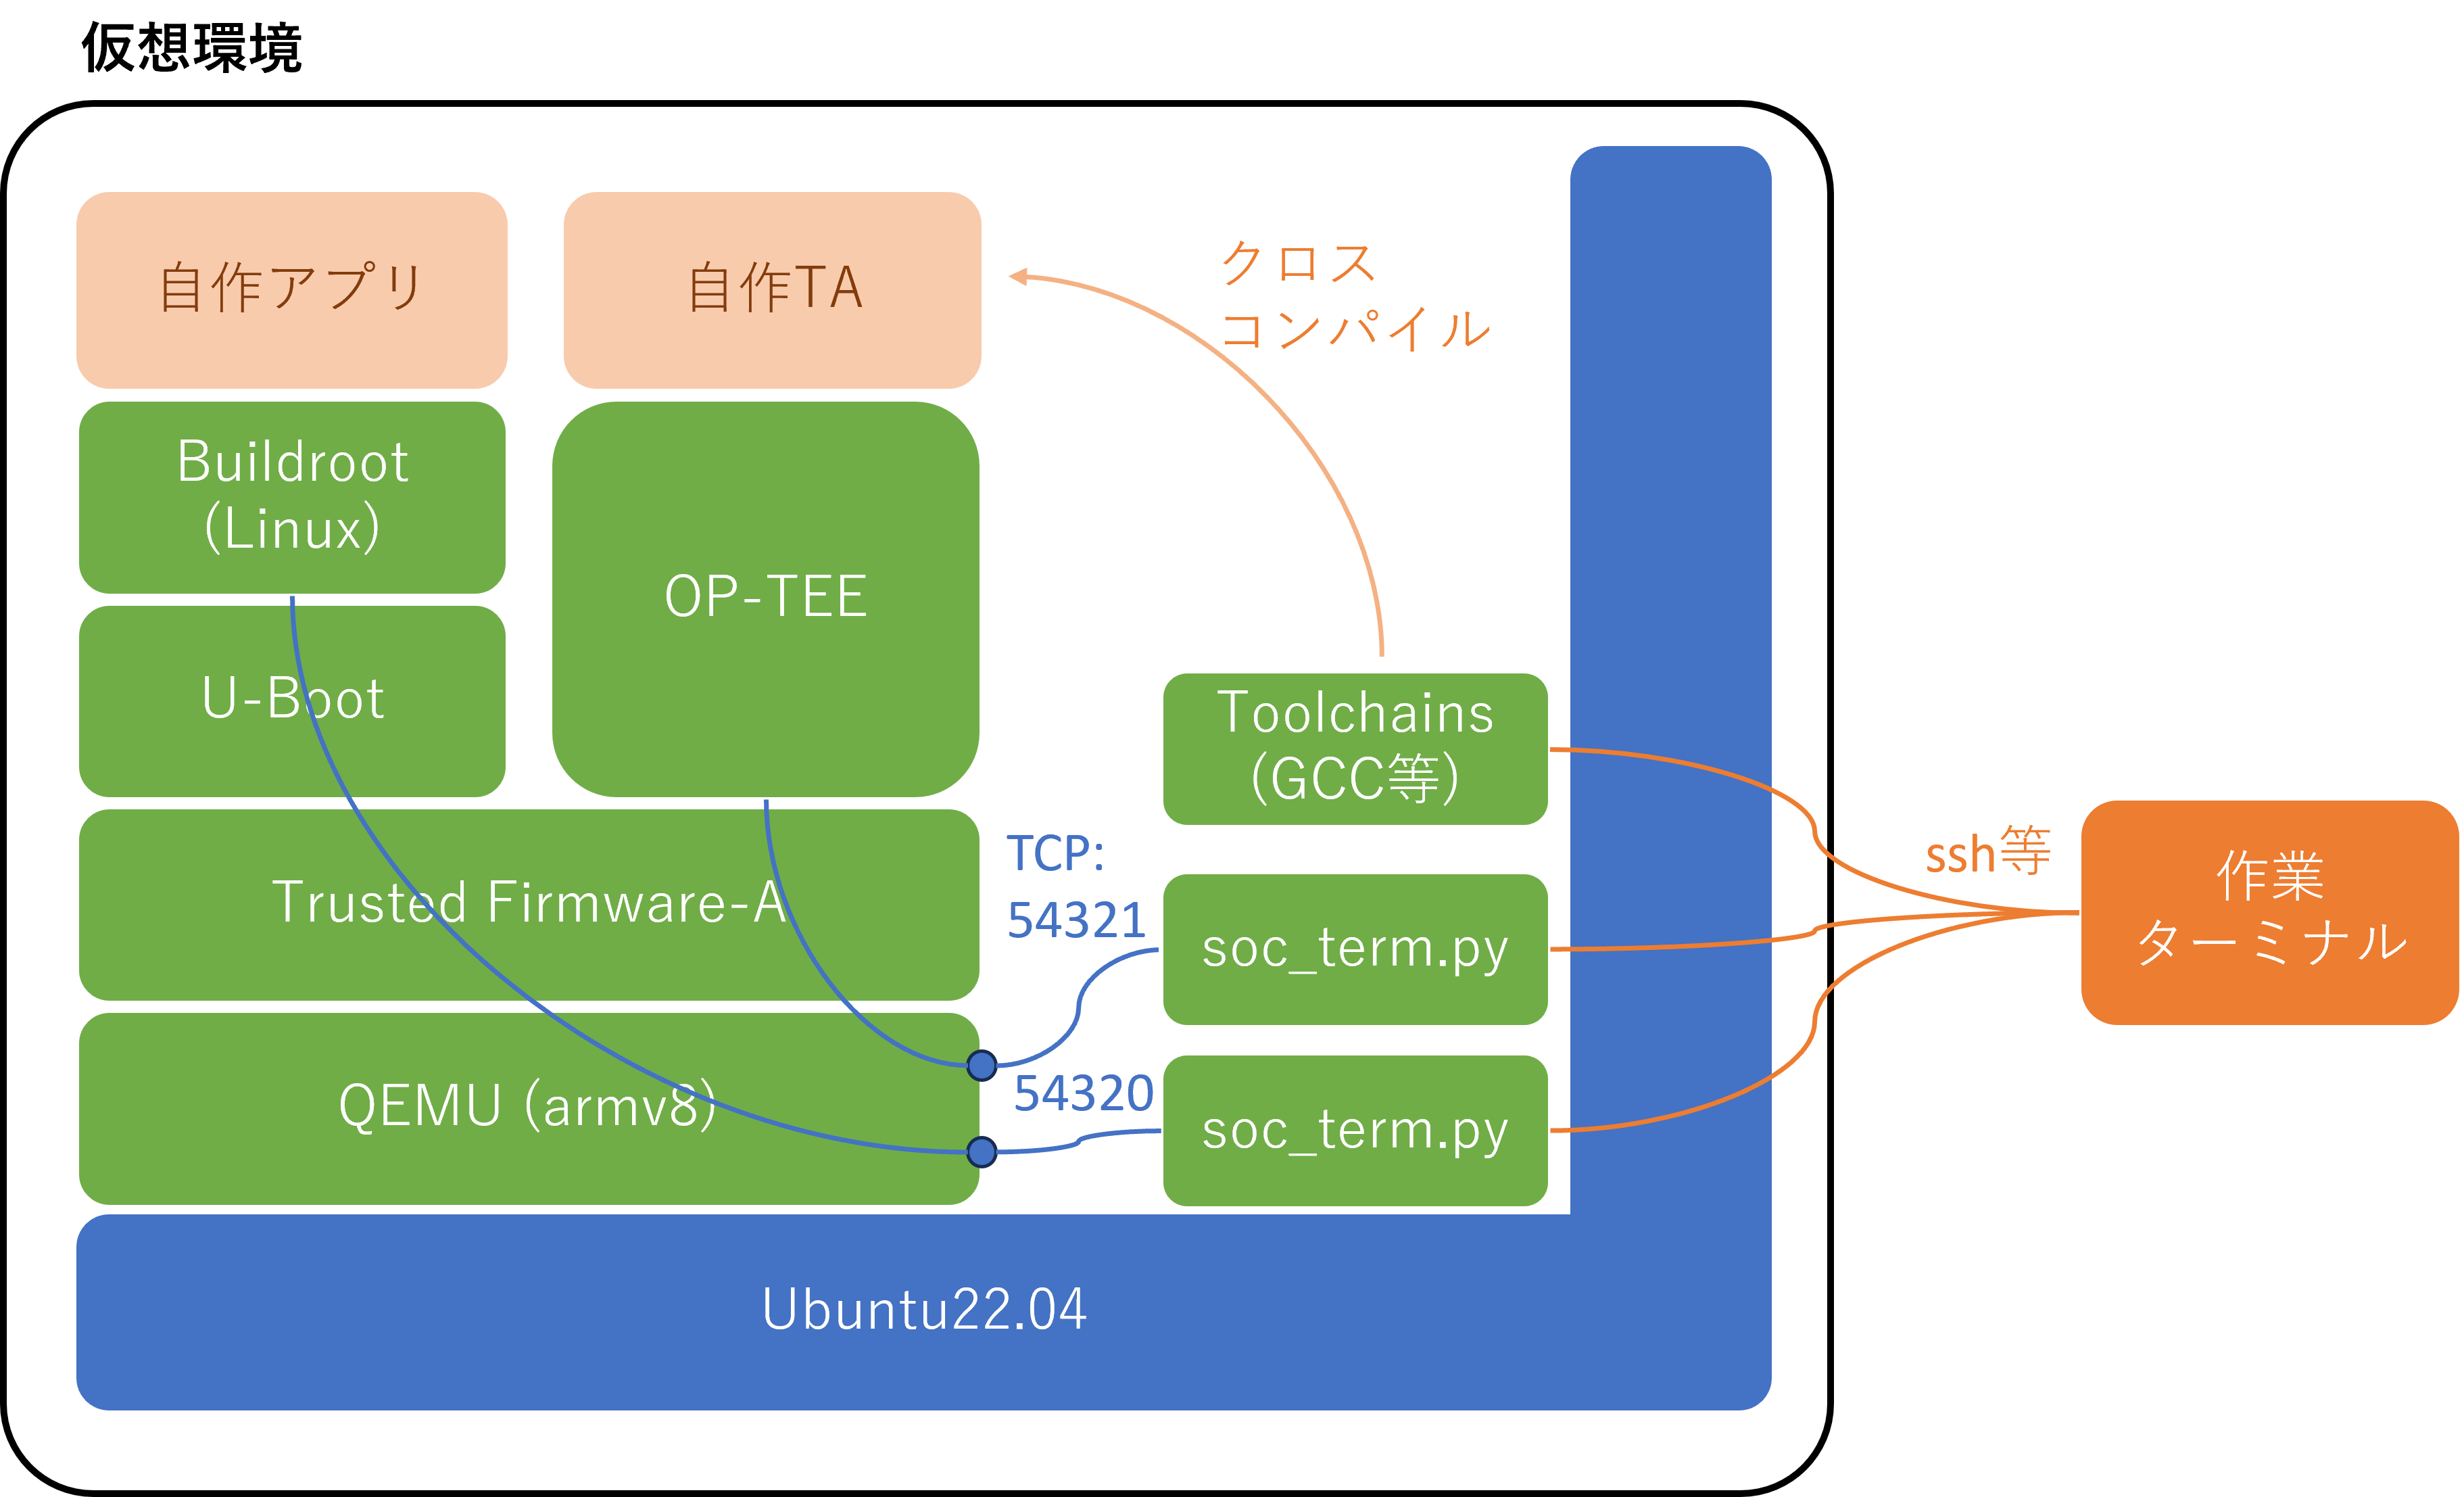 仮想環境
自作アプリ
自作TA
クロス
コンパイル
Buildroot
(Linux)
OP-TEE
U-Boot
Toolchains
(GCC等)
Trusted Firmware-A
TCP:
54321
soc_term.py
ssh等
作業
ターミナル
QEMU (armv8)
54320
soc_term.py
Ubuntu22.04